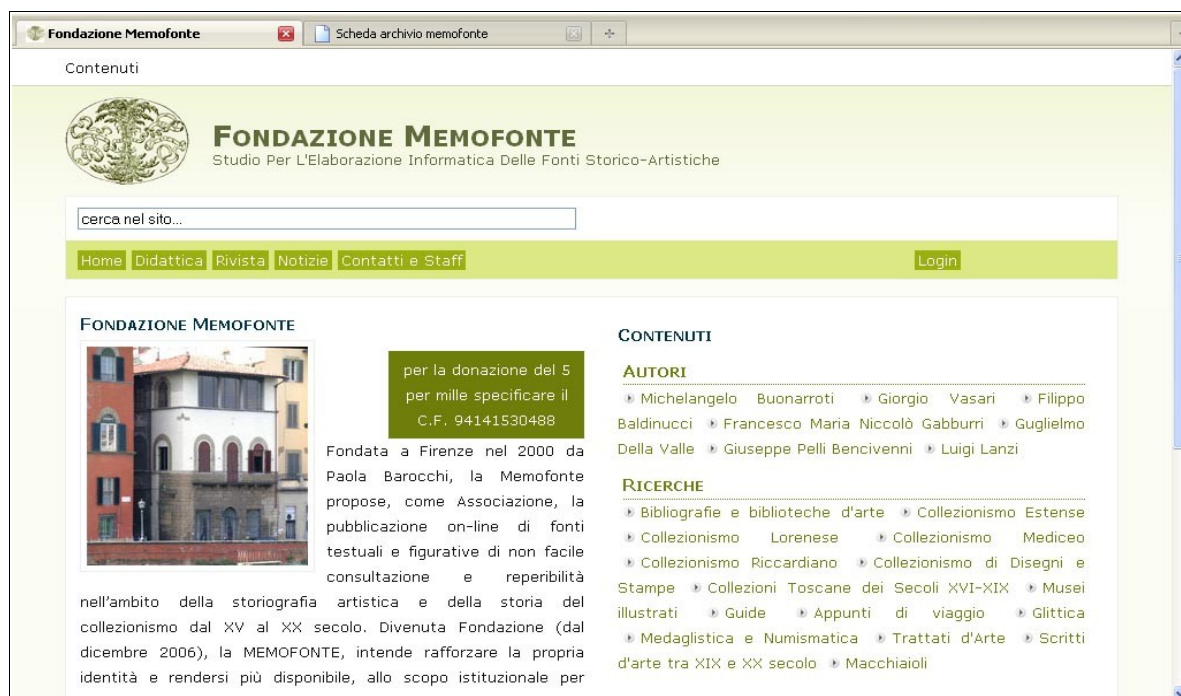 Fondazione Memofonte
Scheda archivio memofonte
Contenuti
FONDAZIONE MEMOFONTE
Studio Per L'Elaborazione Informatica Delle Fonti Storico-Artistiche
cerca nel sito...
Home Didattica Rivista Notizie Contatti e Staff Login
FONDAZIONE MEMOFONTE
per la donazione del 5
per mille specificare il
C.F. 94141530488
Fondata a Firenze nel 2000 da
Paola Barocchi, la Memofonte
propose, come Associazione, la
pubblicazione on-line di fonti
testuali e figurative di non facile
consultazione e reperibilità
nell'ambito della storiografia artistica e della storia del
collezionismo dal XV al XX secolo. Divenuta Fondazione (dal
dicembre 2006), la MEMOFONTE, intende rafforzare la propria
identità e rendersi più disponibile, allo scopo istituzionale per
CONTENUTI
AUTORI
Michelangelo Buonarroti Giorgio Vasari Filippo
Baldinucci Francesco Maria Niccolò Gabburri Guglielmo
Della Valle Giuseppe Pelli Bencivenni Luigi Lanzi
RICERCHE
Bibliografie e biblioteche d'arte Collezionismo Estense
Collezionismo Lorenese Collezionismo Mediceo
Collezionismo Riccardiano Collezionismo di Disegni e
Stampe Collezioni Toscane dei Secoli XVI-XIX Musei
illustrati Guide Appunti di viaggio Glittica
Medaglistica e Numismatica Trattati d'Arte Scritti
d'arte tra XIX e XX secolo Macchiaioli